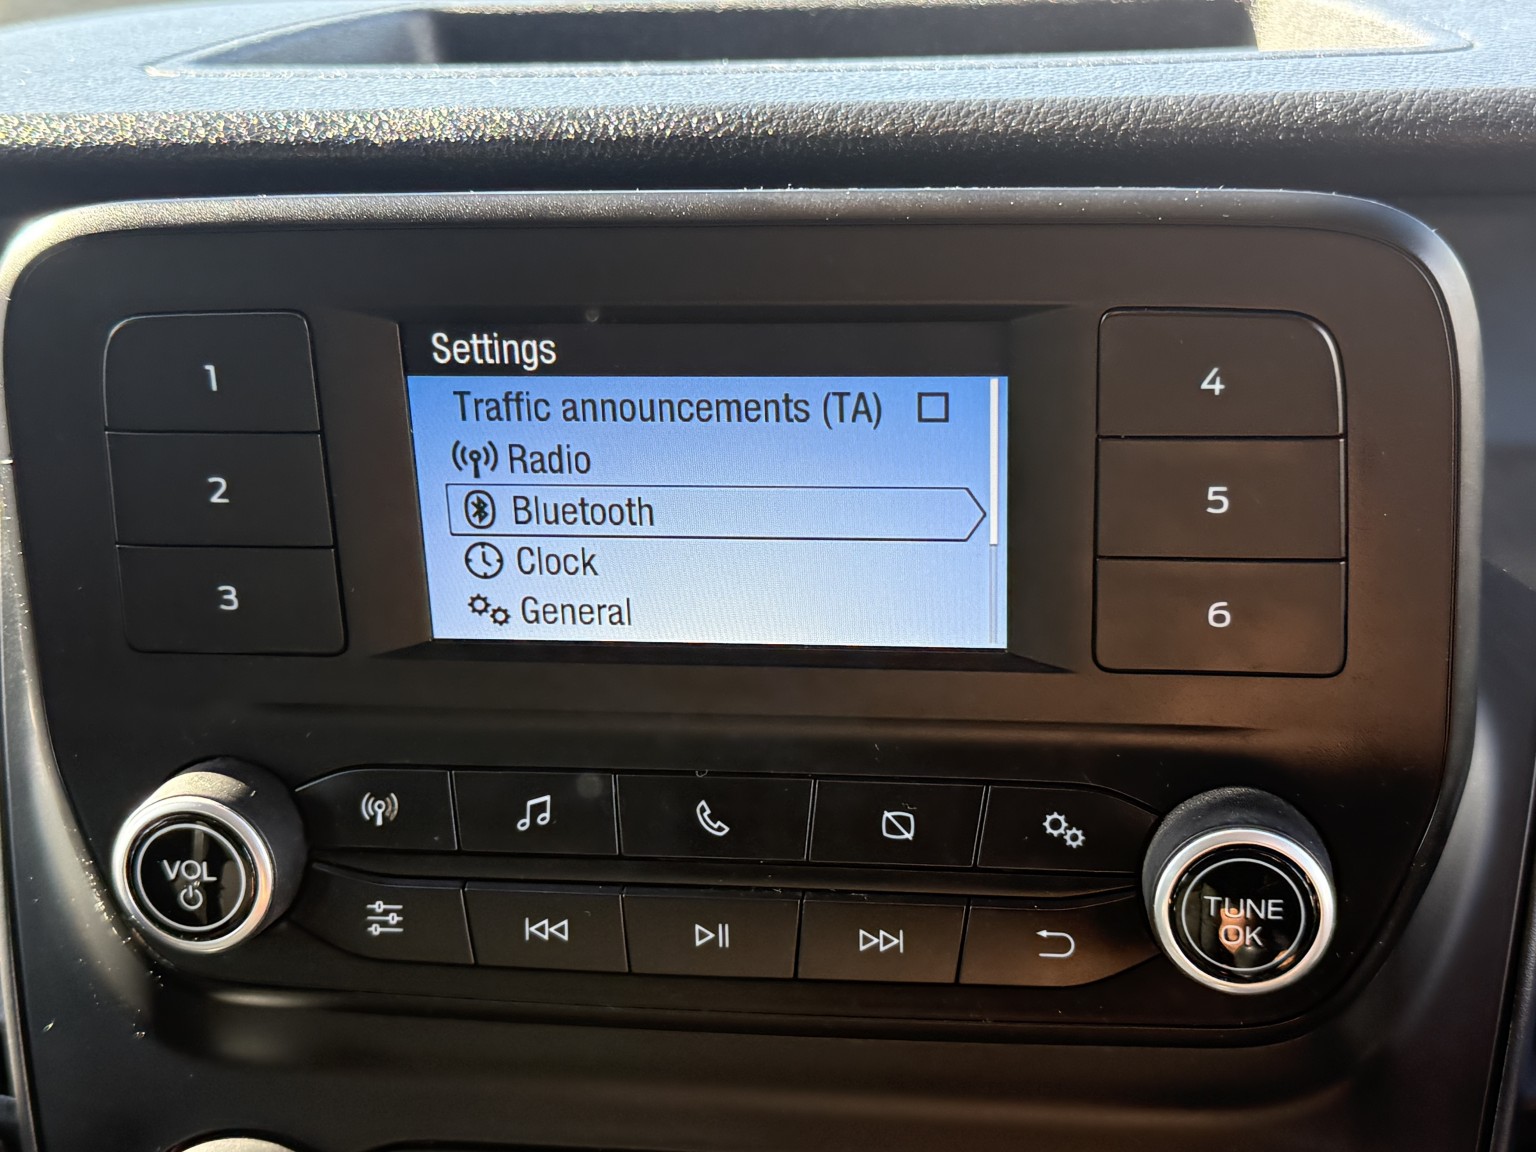 Settings
Traffic announcements (TA)
Radio
Bluetooth
Clock
General
1
2
3
4
5
6
VOL
TUNE
OK